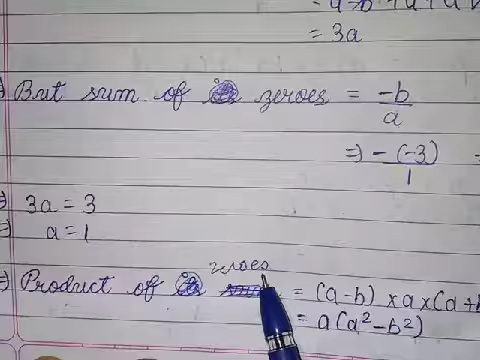 = 3a
But sum of zeroes = -b/a
⇒ -(-3)/1
3a = 3
a = 1
zeroes
Product of = (a-b) × a × (a+
= a(a²-b²)